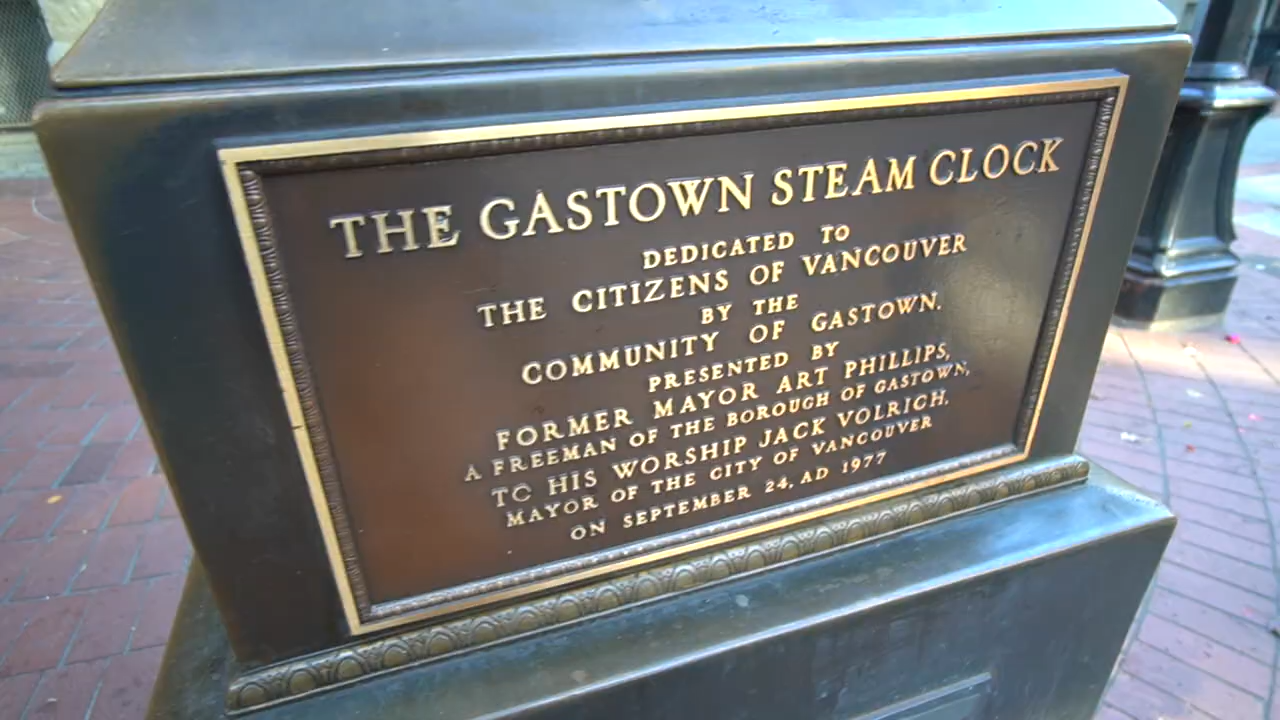 THE GASTOWN STEAM CLOCK
DEDICATED TO
THE CITIZENS OF VANCOUVER
BY THE
COMMUNITY OF GASTOWN.
PRESENTED BY
FORMER MAYOR ART PHILLIPS,
A FREEMAN OF THE BOROUGH OF GASTOWN,
TO HIS WORSHIP JACK VOLRICH.
MAYOR OF THE CITY OF VANCOUVER
ON SEPTEMBER 24, AD 1977